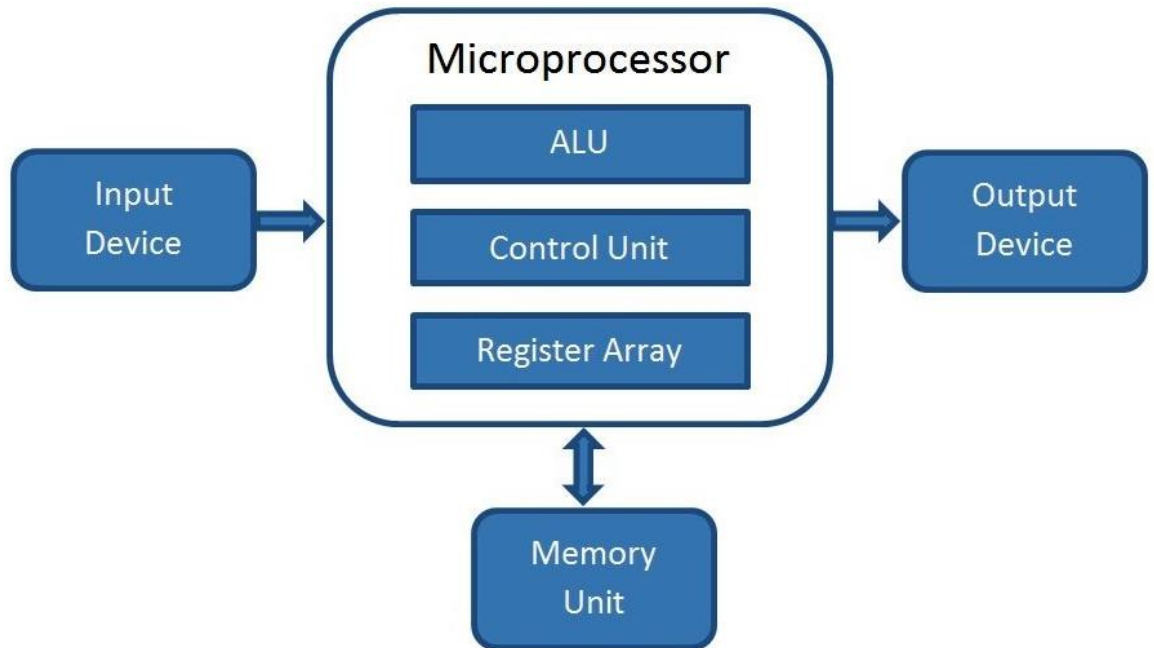 Microprocessor
ALU
Input
Device
Control Unit
Output
Device
Register Array
Memory
Unit